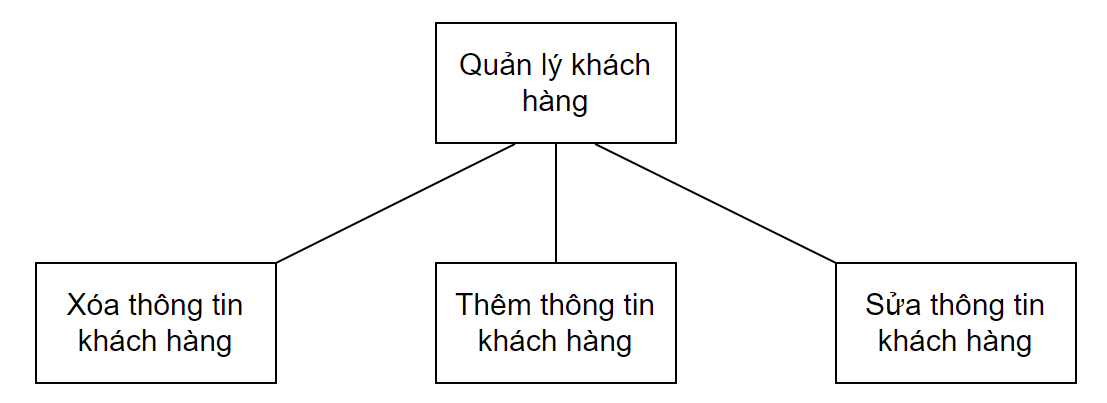 Quản lý khách
hàng
Xóa thông tin
khách hàng
Thêm thông tin
khách hàng
Sửa thông tin
khách hàng